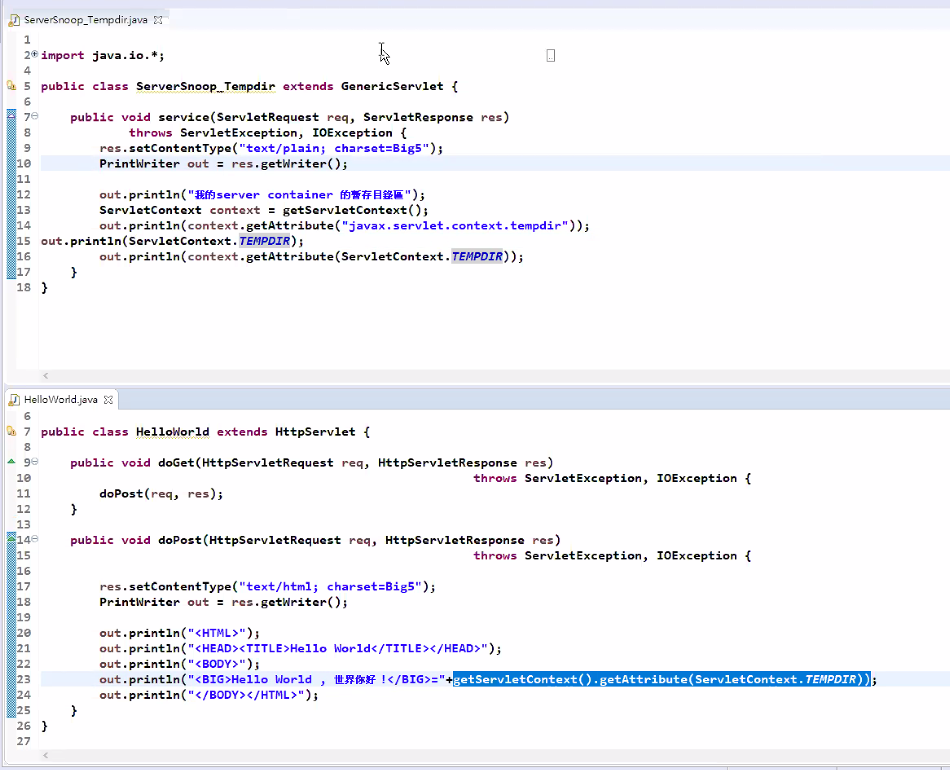 ServerSnoop_Tempdir.java
1
2 import java.io.*;
4
5 public class ServerSnoop_Tempdir extends GenericServlet {
6
7 public void service(ServletRequest req, ServletResponse res)
8 throws ServletException, IOException {
9 res.setContentType("text/plain; charset=Big5");
10 PrintWriter out = res.getWriter();
11
12 out.println("我的server container 的暫存目錄區");
13 ServletContext context = getServletContext();
14 out.println(context.getAttribute("javax.servlet.context.tempdir"));
15 out.println(ServletContext.TEMPDIR);
16 out.println(context.getAttribute(ServletContext.TEMPDIR));
17 }
18 }
HelloWorld.java
6
7 public class HelloWorld extends HttpServlet {
8
9 public void doGet(HttpServletRequest req, HttpServletResponse res)
10 throws ServletException, IOException {
11 doPost(req, res);
12 }
13
14 public void doPost(HttpServletRequest req, HttpServletResponse res)
15 throws ServletException, IOException {
16
17 res.setContentType("text/html; charset=Big5");
18 PrintWriter out = res.getWriter();
19
20 out.println("<HTML>");
21 out.println("<HEAD><TITLE>Hello World</TITLE></HEAD>");
22 out.println("<BODY>");
23 out.println("<BIG>Hello World , 世界你好 !</BIG>="+getServletContext().getAttribute(ServletContext.TEMPDIR));
24 out.println("</BODY></HTML>");
25 }
26 }
27